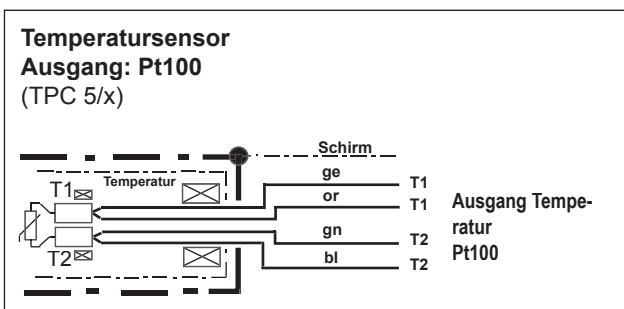 Temperatursensor
Ausgang: Pt100
(TPC 5/x)
Schirm
ge
T1
Temperatur
T1
or
T1
Ausgang Tempe-
ratur
Pt100
gn
T2
T2
bl
T2